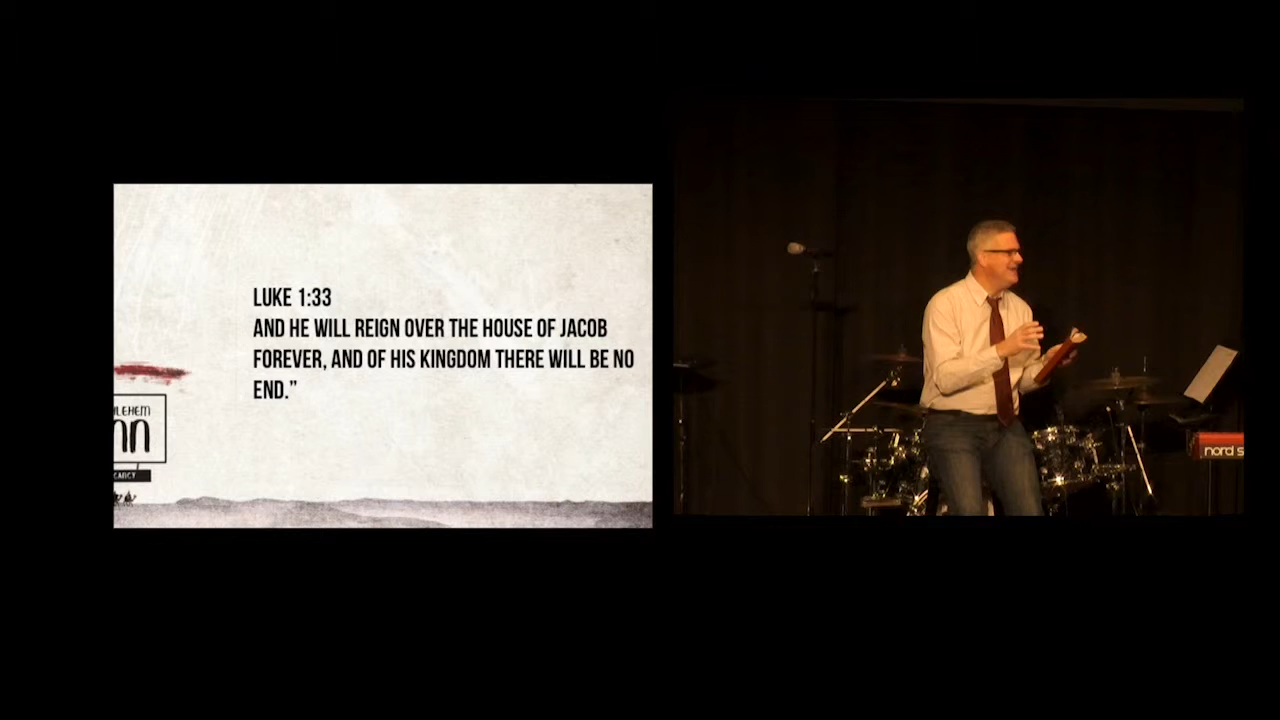 LUKE 1:33
AND HE WILL REIGN OVER THE HOUSE OF JACOB
FOREVER, AND OF HIS KINGDOM THERE WILL BE NO
END.”
nord s